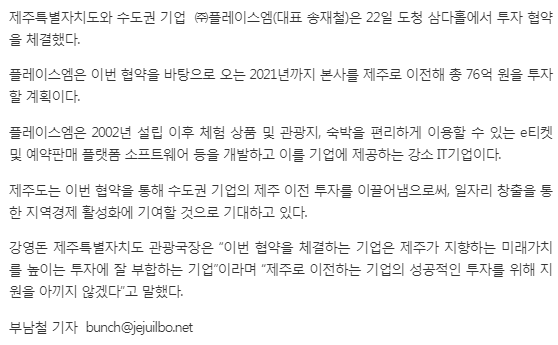 제주특별자치도와 수도권 기업 ㈜플레이스엠(대표 송재철)은 22일 도청 삼다홀에서 투자 협약
을 체결했다.
플레이스엠은 이번 협약을 바탕으로 오는 2021년까지 본사를 제주로 이전해 총 76억 원을 투자
할 계획이다.
플레이스엠은 2002년 설립 이후 체험 상품 및 관광지, 숙박을 편리하게 이용할 수 있는 e티켓
및 예약판매 플랫폼 소프트웨어 등을 개발하고 이를 기업에 제공하는 강소 IT기업이다.
제주도는 이번 협약을 통해 수도권 기업의 제주 이전 투자를 이끌어냄으로써, 일자리 창출을 통
한 지역경제 활성화에 기여할 것으로 기대하고 있다.
강영돈 제주특별자치도 관광국장은 “이번 협약을 체결하는 기업은 제주가 지향하는 미래가치
를 높이는 투자에 잘 부합하는 기업”이라며 “제주로 이전하는 기업의 성공적인 투자를 위해 지
원을 아끼지 않겠다”고 말했다.
부남철 기자 bunch@jejuilbo.net